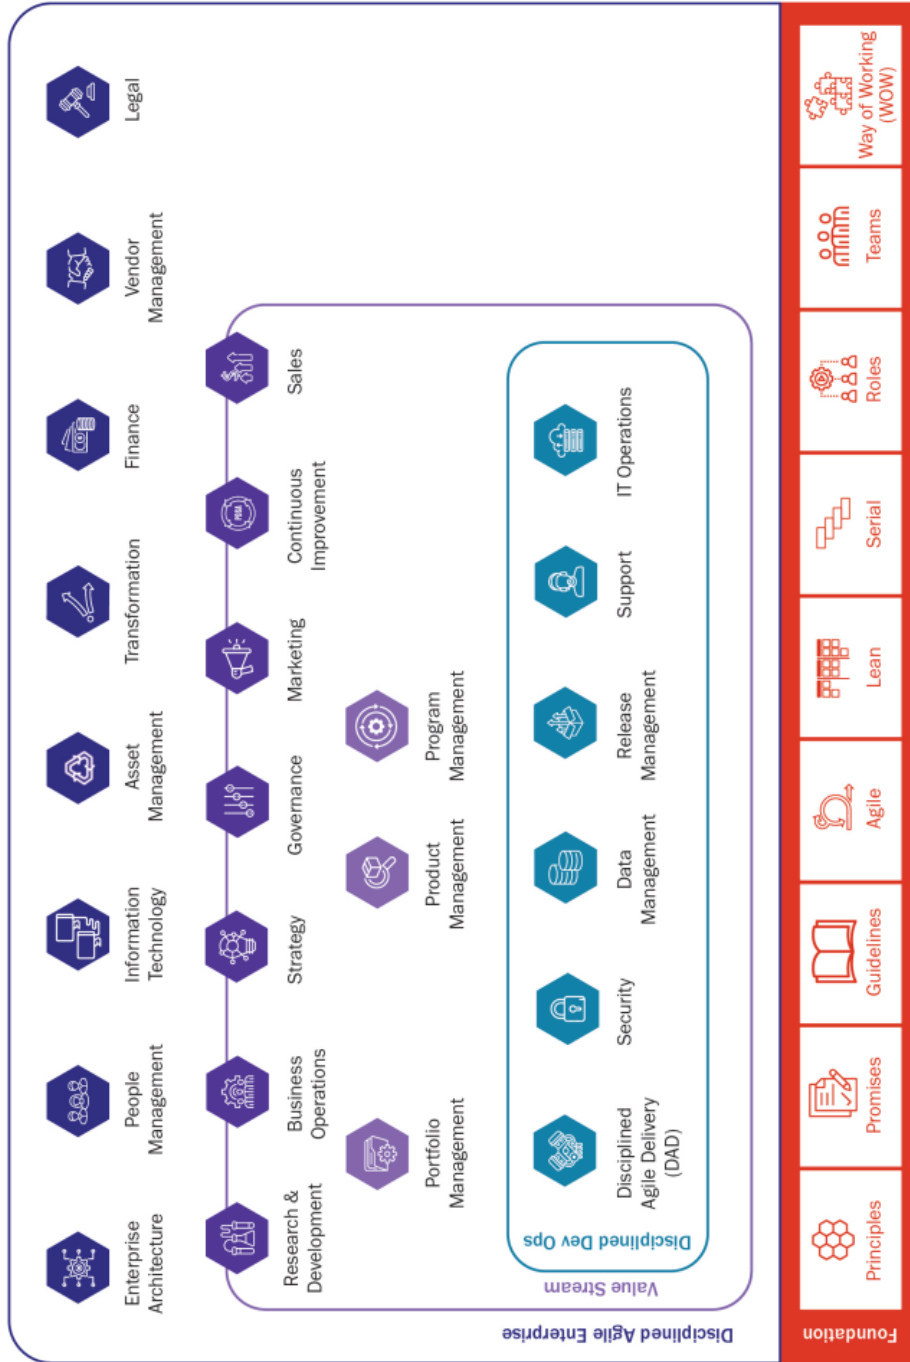 Enterprise
Architecture
People
Management
Information
Technology
Asset
Management
Transformation
Finance
Vendor
Management
Legal
Research &
Development
Business
Operations
Strategy
Governance
Marketing
Continuous
Improvement
PDSA
Sales
Portfolio
Management
Product
Management
Program
Management
Disciplined
Agile Delivery
(DAD)
Security
Data
Management
Release
Management
Support
IT Operations
Disciplined Dev Ops
Value Stream
Disciplined Agile Enterprise
Foundation
Principles
Promises
Guidelines
Agile
Lean
Serial
Roles
Teams
Way of Working
(WOW)